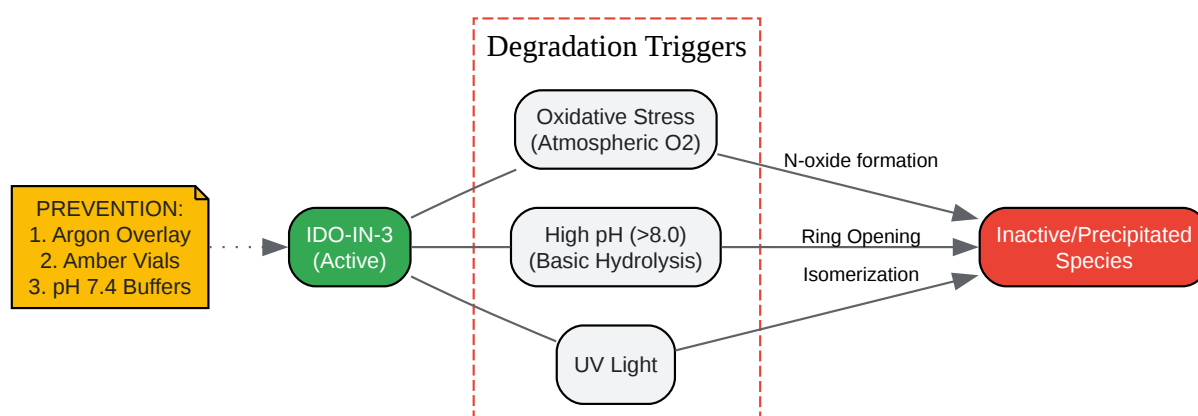 Degradation Triggers
Oxidative Stress
(Atmospheric O2)
N-oxide formation
PREVENTION:
1. Argon Overlay
2. Amber Vials
3. pH 7.4 Buffers
IDO-IN-3
(Active)
High pH (>8.0)
(Basic Hydrolysis)
Ring Opening
Inactive/Precipitated
Species
Isomerization
UV Light